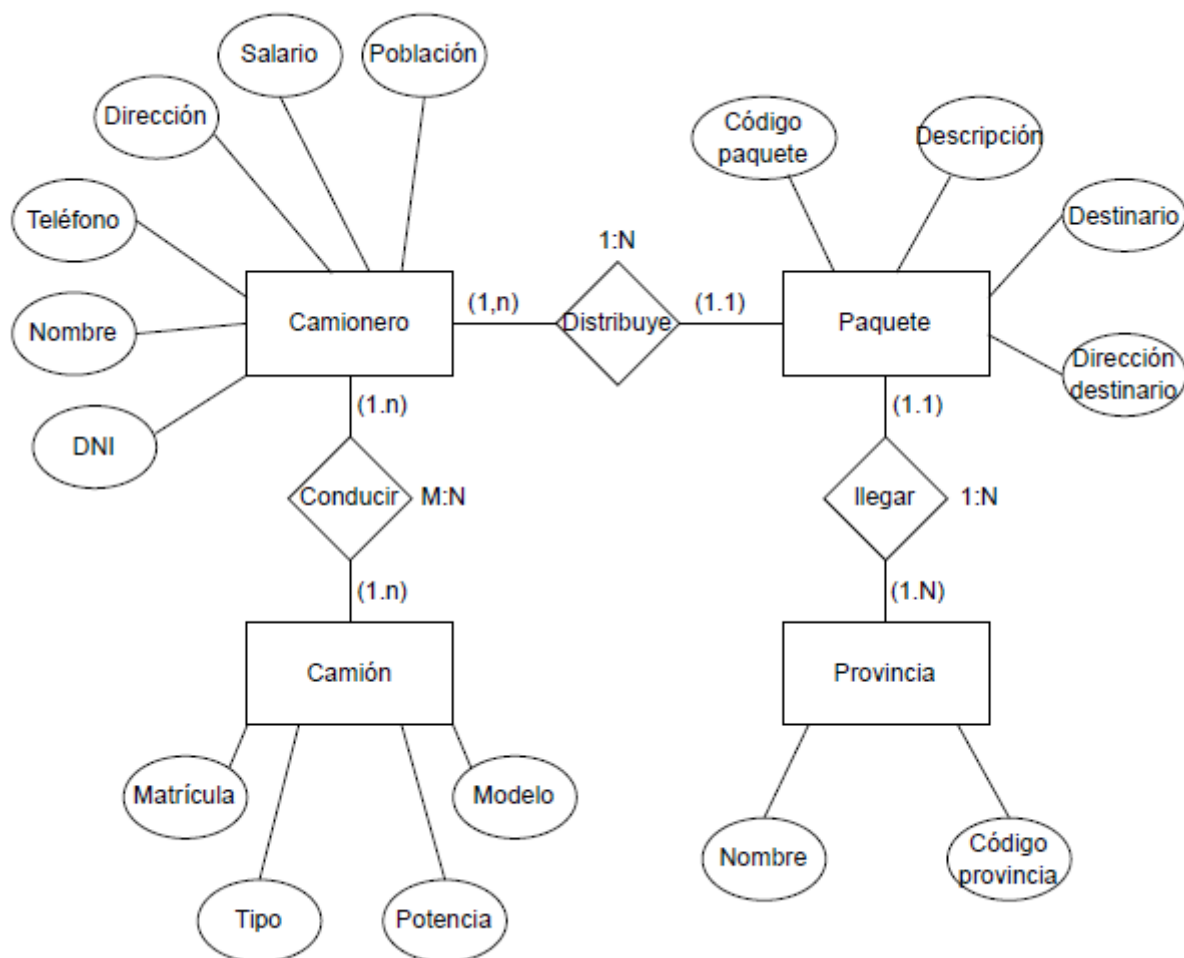 Salario
Población
Dirección
Código
paquete
Descripción
Teléfono
Destinario
1:N
Camionero
(1,n)
Distribuye
(1.1)
Paquete
Nombre
Dirección
destinario
DNI
(1.n)
(1.1)
Conducir
M:N
llegar
1:N
(1.n)
(1.N)
Camión
Provincia
Matrícula
Modelo
Nombre
Código
provincia
Tipo
Potencia